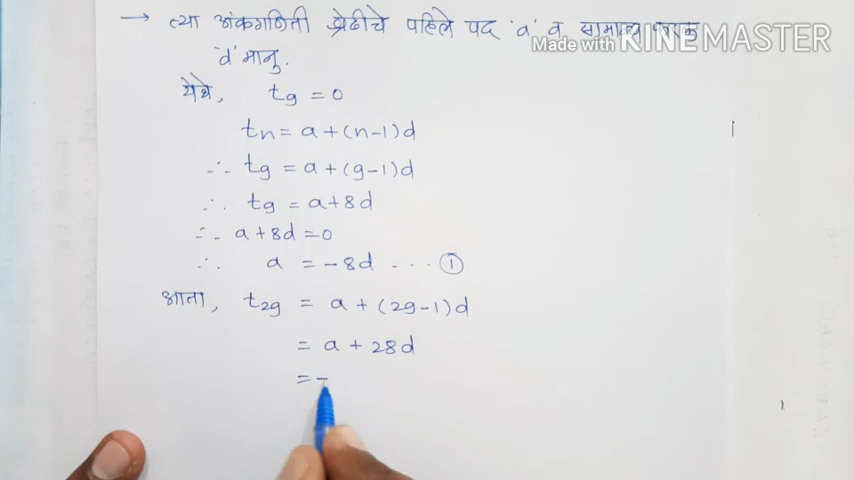 → त्या अंकगणिती श्रेढीचे पहिले पद 'a' व सामान्य फरक
'd' मानु.
Made with KINEMASTER
येथे, t9 = 0
tn = a + (n-1)d
∴ t9 = a + (9-1)d
∴ t9 = a+8d
∴ a+8d = 0
∴ a = -8d ---- ①
आता, t29 = a + (29-1)d
= a + 28d
= -